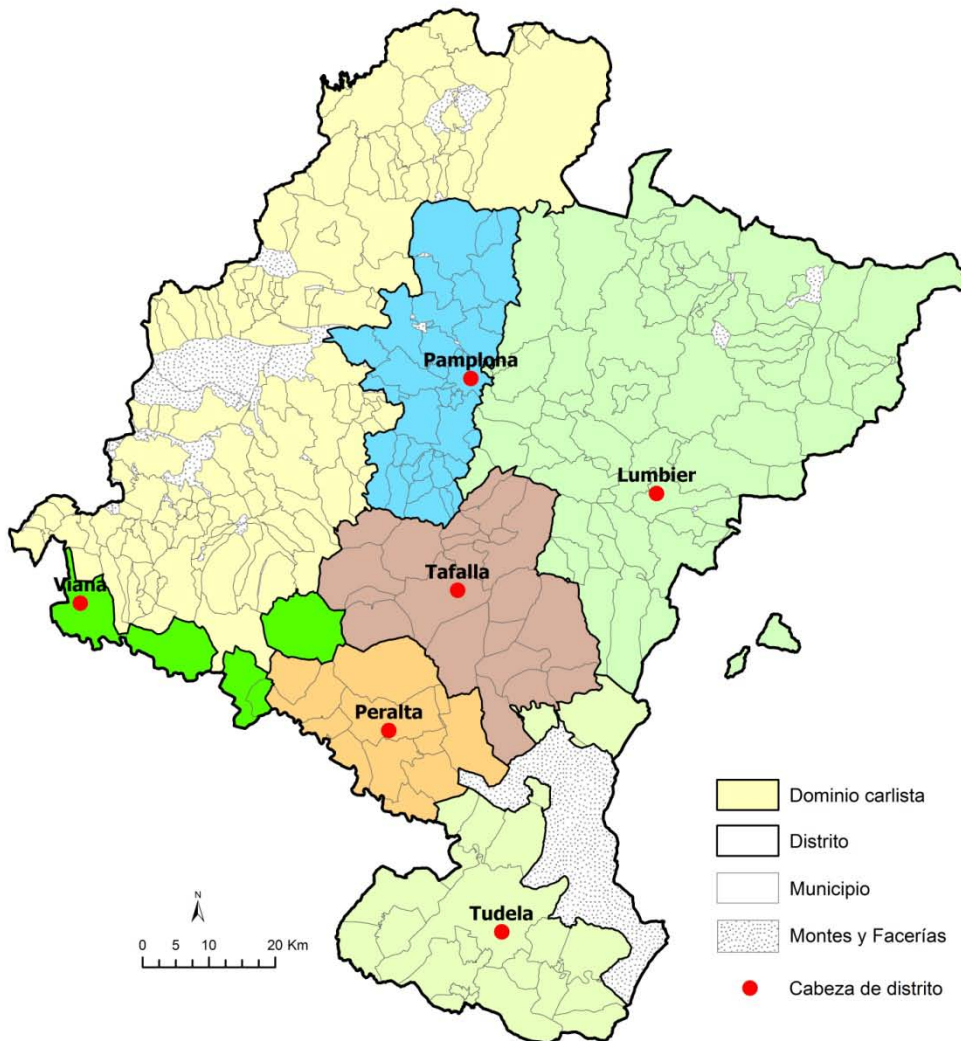 Pamplona
Lumbier
Tafalla
Viana
Peralta
Tudela
N
0 5 10 20 Km
Dominio carlista
Distrito
Municipio
Montes y Facerías
Cabeza de distrito